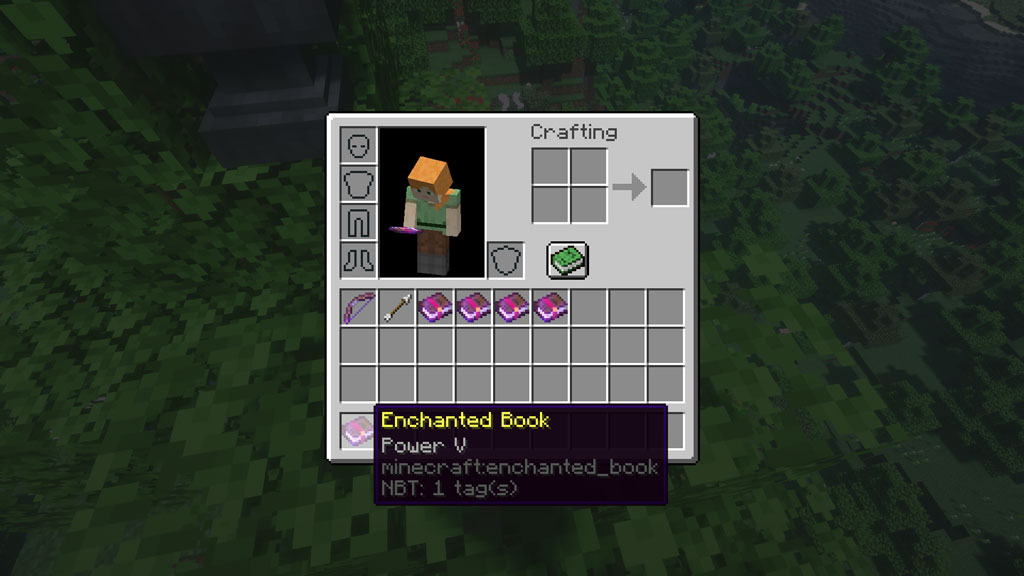 Crafting
Enchanted Book
Power V
minecraft:enchanted_book
NBT: 1 tag(s)